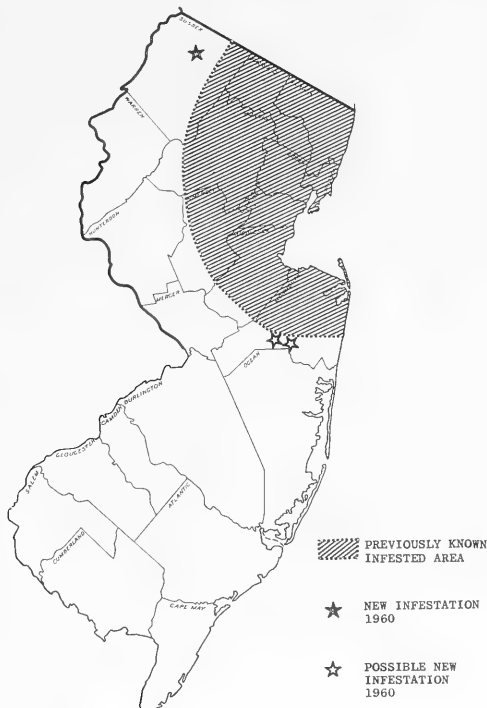 SUSSEX
WARREN
HUNTERDON
MERCER
OCEAN
BURLINGTON
CAMDEN
GLOUCESTER
SALEM
ATLANTIC
CUMBERLAND
CAPE MAY
PREVIOUSLY KNOWN
INFESTED AREA
NEW INFESTATION
1960
POSSIBLE NEW
INFESTATION
1960